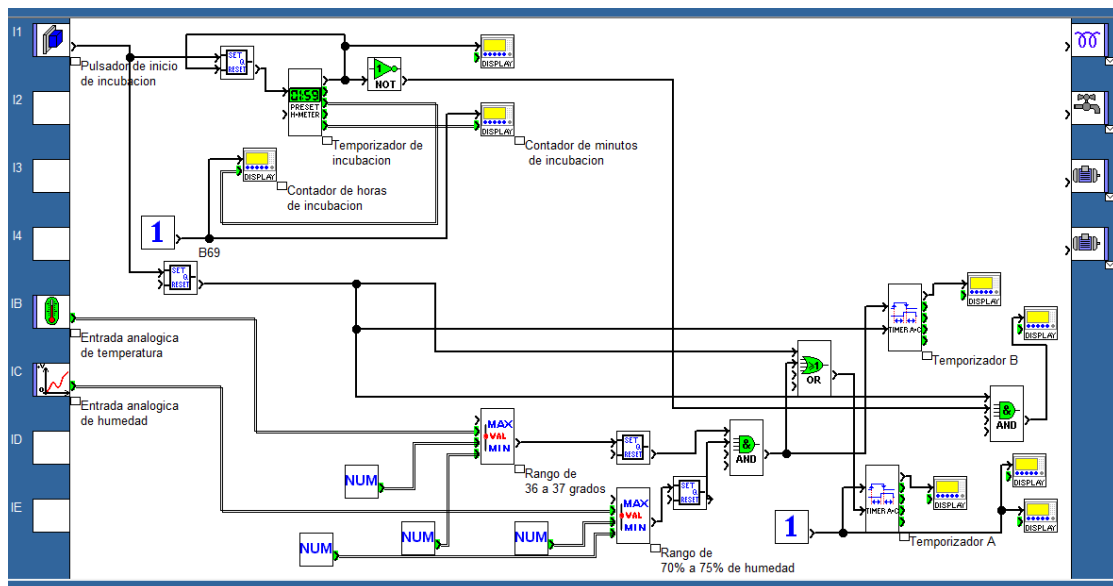 I1
SET
Q
RESET
DISPLAY
Pulsador de inicio
de incubacion
1
NOT
01:59
PRESET
H-METER
I2
DISPLAY
Temporizador de
incubacion
Contador de minutos
de incubacion
I3
DISPLAY
Contador de horas
de incubacion
I4
1
B69
SET
Q
RESET
IB
DISPLAY
TIMER A+C
DISPLAY
Entrada analogica
de temperatura
Temporizador B
IC
≥1
OR
Entrada analogica
de humedad
&
AND
ID
MAX
VAL
MIN
SET
Q
RESET
&
AND
DISPLAY
Rango de
36 a 37 grados
NUM
SET
Q
RESET
TIMER A+C
DISPLAY
IE
MAX
VAL
MIN
1
DISPLAY
NUM
NUM
NUM
Temporizador A
Rango de
70% a 75% de humedad